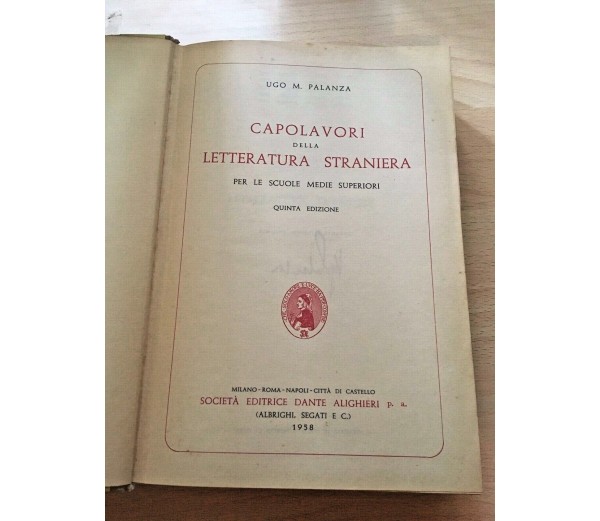 UGO M. PALANZA
CAPOLAVORI
DELLA
LETTERATURA STRANIERA
PER LE SCUOLE MEDIE SUPERIORI
QUINTA EDIZIONE
MILANO-ROMA-NAPOLI-CITTÀ DI CASTELLO
SOCIETÀ EDITRICE DANTE ALIGHIERI p. a.
(ALBRIGHI, SEGATI E C.)
1958